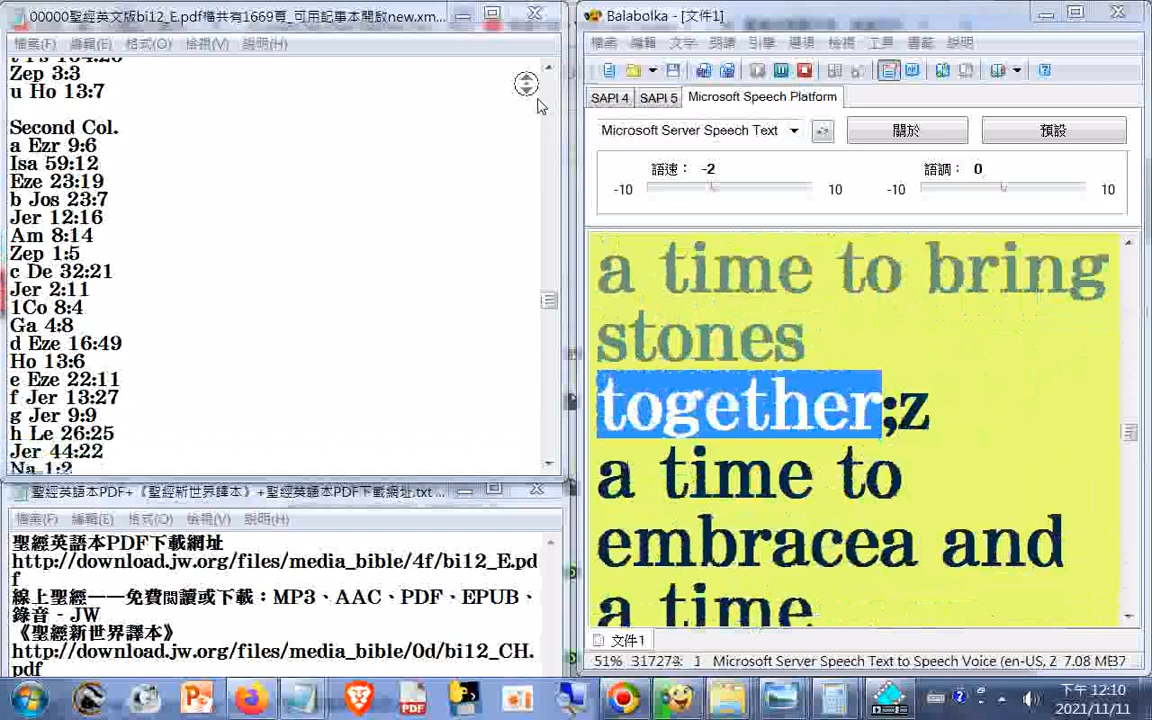 00000聖經英文版bi12_E.pdf檔共有1669頁_可用記事本開啟new.xm...
檔案(F) 編輯(E) 格式(O) 檢視(V) 說明(H)
Zep 3:3
u Ho 13:7
Second Col.
a Ezr 9:6
Isa 59:12
Eze 23:19
b Jos 23:7
Jer 12:16
Am 8:14
Zep 1:5
c De 32:21
Jer 2:11
1Co 8:4
Ga 4:8
d Eze 16:49
Ho 13:6
e Eze 22:11
f Jer 13:27
g Jer 9:9
h Le 26:25
Jer 44:22
Na 1:2
聖經英語本PDF+《聖經新世界譯本》+聖經英語本PDF下載網址.txt ...
檔案(F) 編輯(E) 格式(O) 檢視(V) 說明(H)
聖經英語本PDF下載網址
http://download.jw.org/files/media_bible/4f/bi12_E.pd
f
線上聖經——免費閱讀或下載：MP3、AAC、PDF、EPUB、
錄音 - JW
《聖經新世界譯本》
http://download.jw.org/files/media_bible/0d/bi12_CH.
pdf
Balabolka - [文件1]
檔案 編輯 文字 朗讀 引擎 選項 檢視 工具 書籤 說明
SAPI 4 SAPI 5 Microsoft Speech Platform
Microsoft Server Speech Text 關於 預設
語速： -2 語調： 0
-10 10 -10 10
a time to bring
stones
together;z
a time to
embracea and
a time
文件1
51% 1 Microsoft Server Speech Text to Speech Voice (en-US, Z 7.08 MB
下午 12:10
2021/11/11